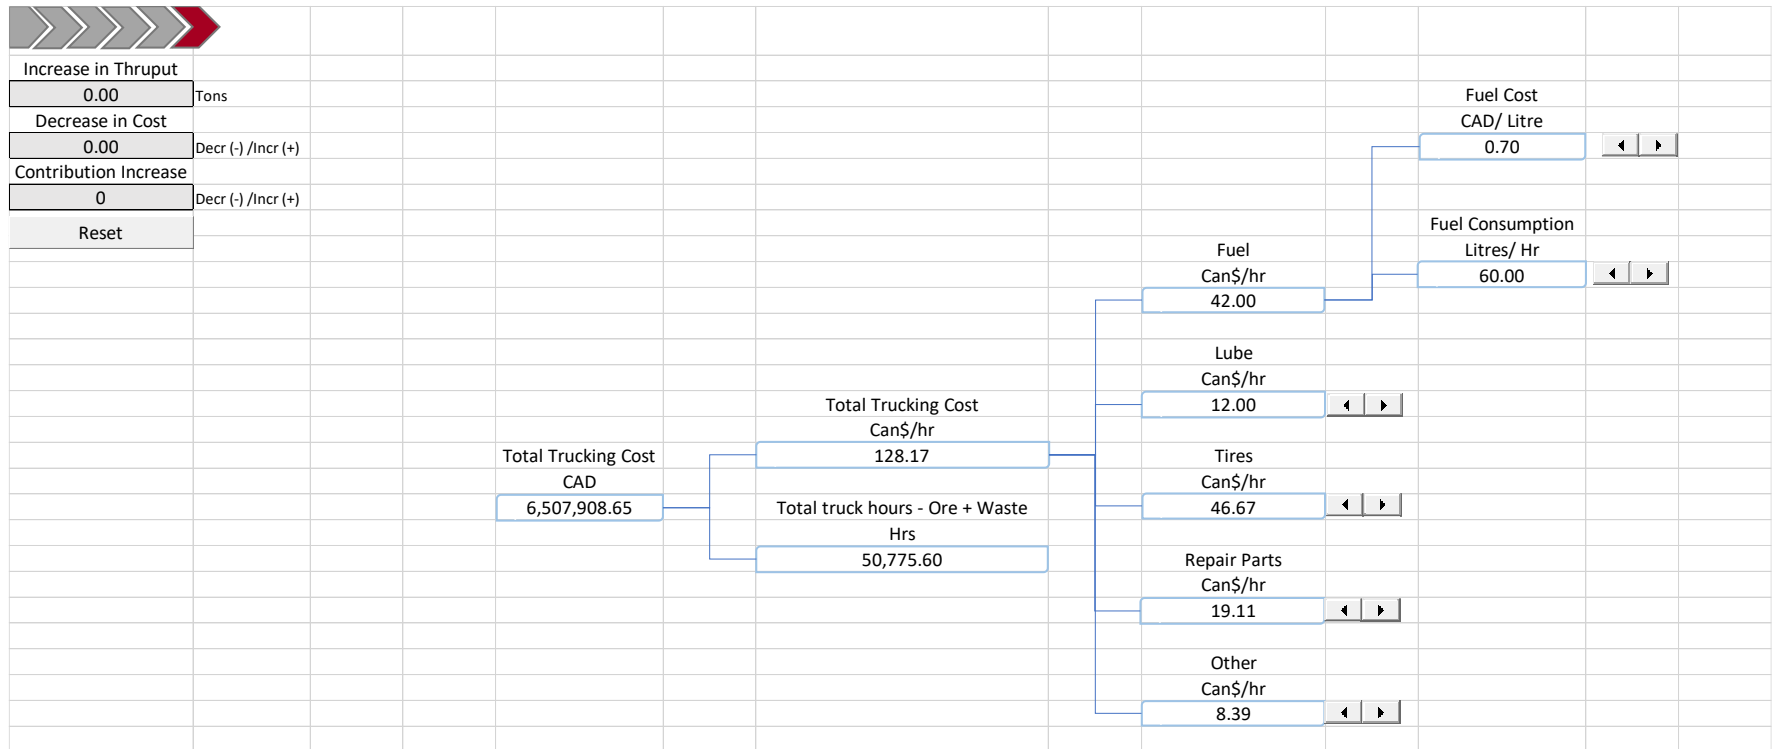 Increase in Thruput
0.00 Tons
Decrease in Cost
0.00 Decr (-) /Incr (+)
Contribution Increase
0 Decr (-) /Incr (+)
Reset
Total Trucking Cost
CAD
6,507,908.65
Total Trucking Cost
Can$/hr
128.17
Total truck hours - Ore + Waste
Hrs
50,775.60
Fuel
Can$/hr
42.00
Lube
Can$/hr
12.00
Tires
Can$/hr
46.67
Repair Parts
Can$/hr
19.11
Other
Can$/hr
8.39
Fuel Cost
CAD/ Litre
0.70
Fuel Consumption
Litres/ Hr
60.00